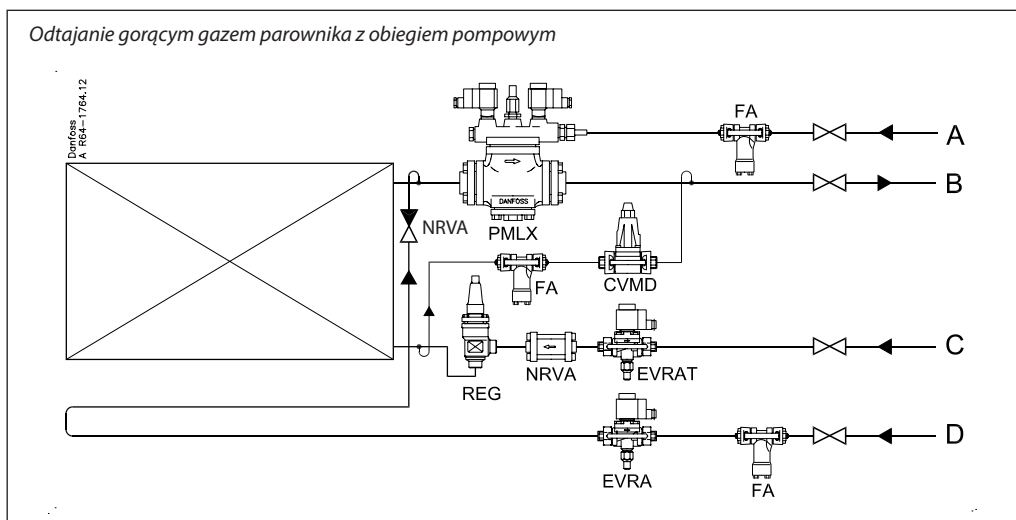 Odtajanie gorącym gazem parownika z obiegiem pompowym
Danfoss
A R64-1764.12
FA
A
B
DANFOSS
NRVA
PMLX
FA
CVMD
C
REG
NRVA
EVRAT
D
EVRA
FA